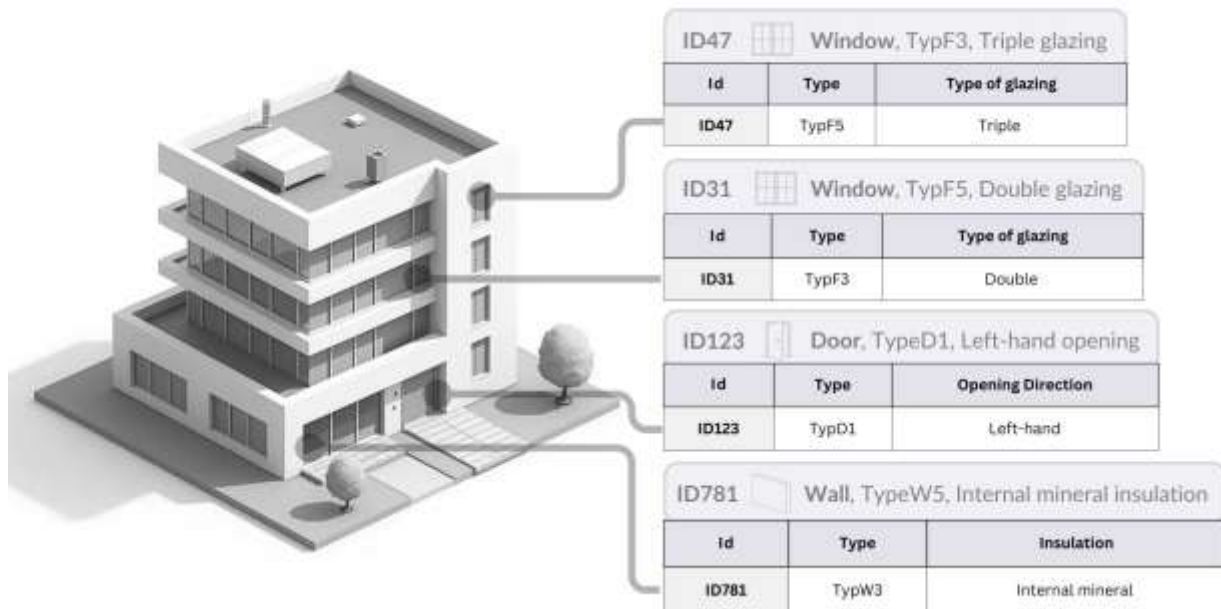 ID47 Window, TypF3, Triple glazing
Id Type Type of glazing
ID47 TypF5 Triple
ID31 Window, TypF5, Double glazing
Id Type Type of glazing
ID31 TypF3 Double
ID123 Door, TypeD1, Left-hand opening
Id Type Opening Direction
ID123 TypD1 Left-hand
ID781 Wall, TypeW5, Internal mineral insulation
Id Type Insulation
ID781 TypW3 Internal mineral